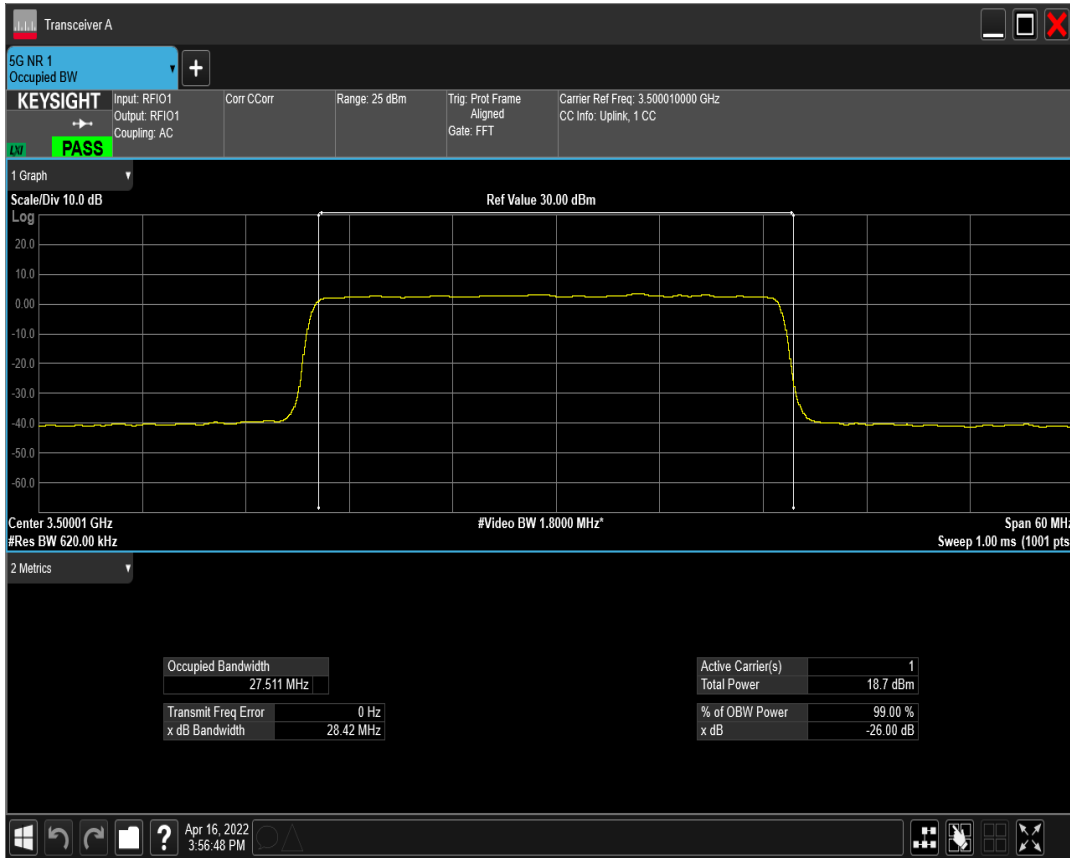 Transceiver A
5G NR 1
Occupied BW
KEYSIGHT
LXI
PASS
Input: RFIO1
Output: RFIO1
Coupling: AC
Corr CCorr
Range: 25 dBm
Trig: Prot Frame
Aligned
Gate: FFT
Carrier Ref Freq: 3.500010000 GHz
CC Info: Uplink, 1 CC
1 Graph
Scale/Div 10.0 dB
Ref Value 30.00 dBm
Log
20.0
10.0
0.00
-10.0
-20.0
-30.0
-40.0
-50.0
-60.0
Center 3.50001 GHz
#Video BW 1.8000 MHz*
Span 60 MHz
#Res BW 620.00 kHz
Sweep 1.00 ms (1001 pts
2 Metrics
Occupied Bandwidth
27.511 MHz
Transmit Freq Error 0 Hz
x dB Bandwidth 28.42 MHz
Active Carrier(s) 1
Total Power 18.7 dBm
% of OBW Power 99.00 %
x dB -26.00 dB
Apr 16, 2022
3:56:48 PM